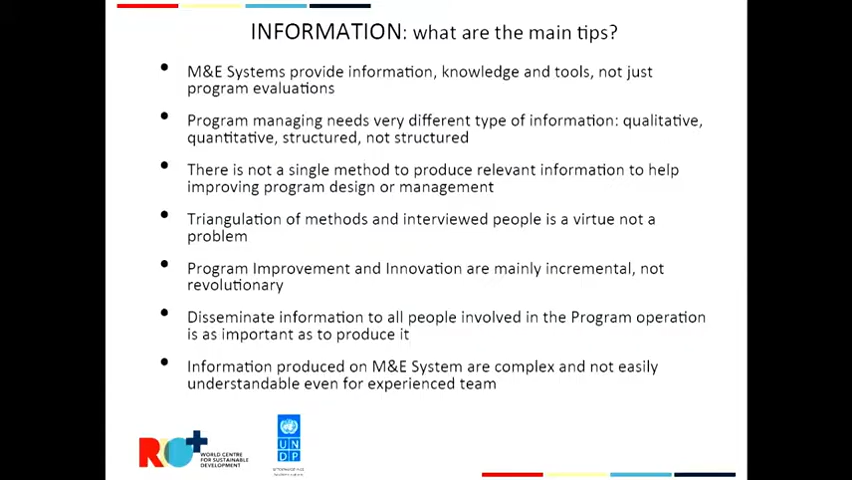 INFORMATION: what are the main tips?
• M&E Systems provide information, knowledge and tools, not just
program evaluations
• Program managing needs very different type of information: qualitative,
quantitative, structured, not structured
• There is not a single method to produce relevant information to help
improving program design or management
• Triangulation of methods and interviewed people is a virtue not a
problem
• Program Improvement and Innovation are mainly incremental, not
revolutionary
• Disseminate information to all people involved in the Program operation
is as important as to produce it
• Information produced on M&E System are complex and not easily
understandable even for experienced team
RIO+
WORLD CENTRE
FOR SUSTAINABLE
DEVELOPMENT
UN
DP